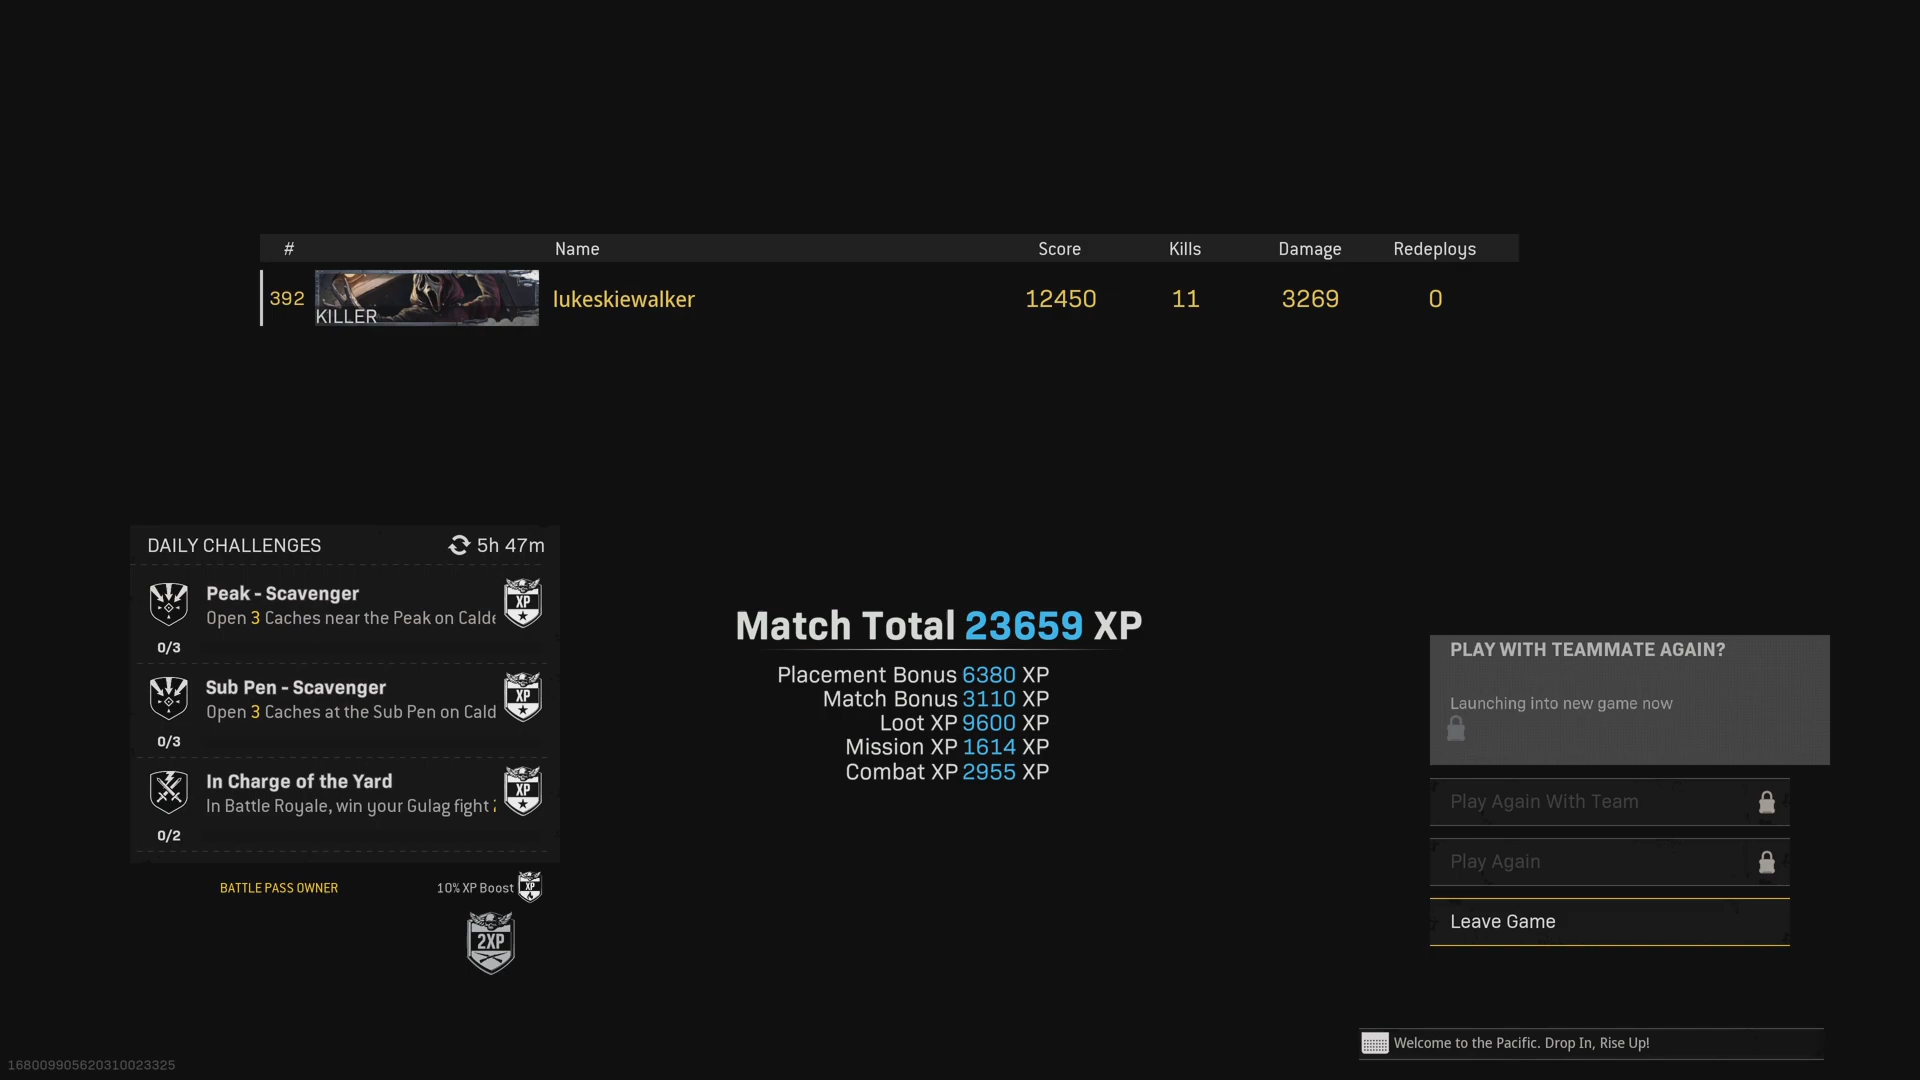 # Name Score Kills Damage Redeploys
392 KILLER lukeskiewalker 12450 11 3269 0
DAILY CHALLENGES 5h 47m
Peak - Scavenger
Open 3 Caches near the Peak on Calde
XP
0/3
Sub Pen - Scavenger
Open 3 Caches at the Sub Pen on Cald
XP
0/3
In Charge of the Yard
In Battle Royale, win your Gulag fight 2
XP
0/2
BATTLE PASS OWNER 10% XP Boost XP
2XP
Match Total 23659 XP
Placement Bonus 6380 XP
Match Bonus 3110 XP
Loot XP 9600 XP
Mission XP 1614 XP
Combat XP 2955 XP
PLAY WITH TEAMMATE AGAIN?
Launching into new game now
Play Again With Team
Play Again
Leave Game
Welcome to the Pacific. Drop In, Rise Up!
16800990562031002​3325